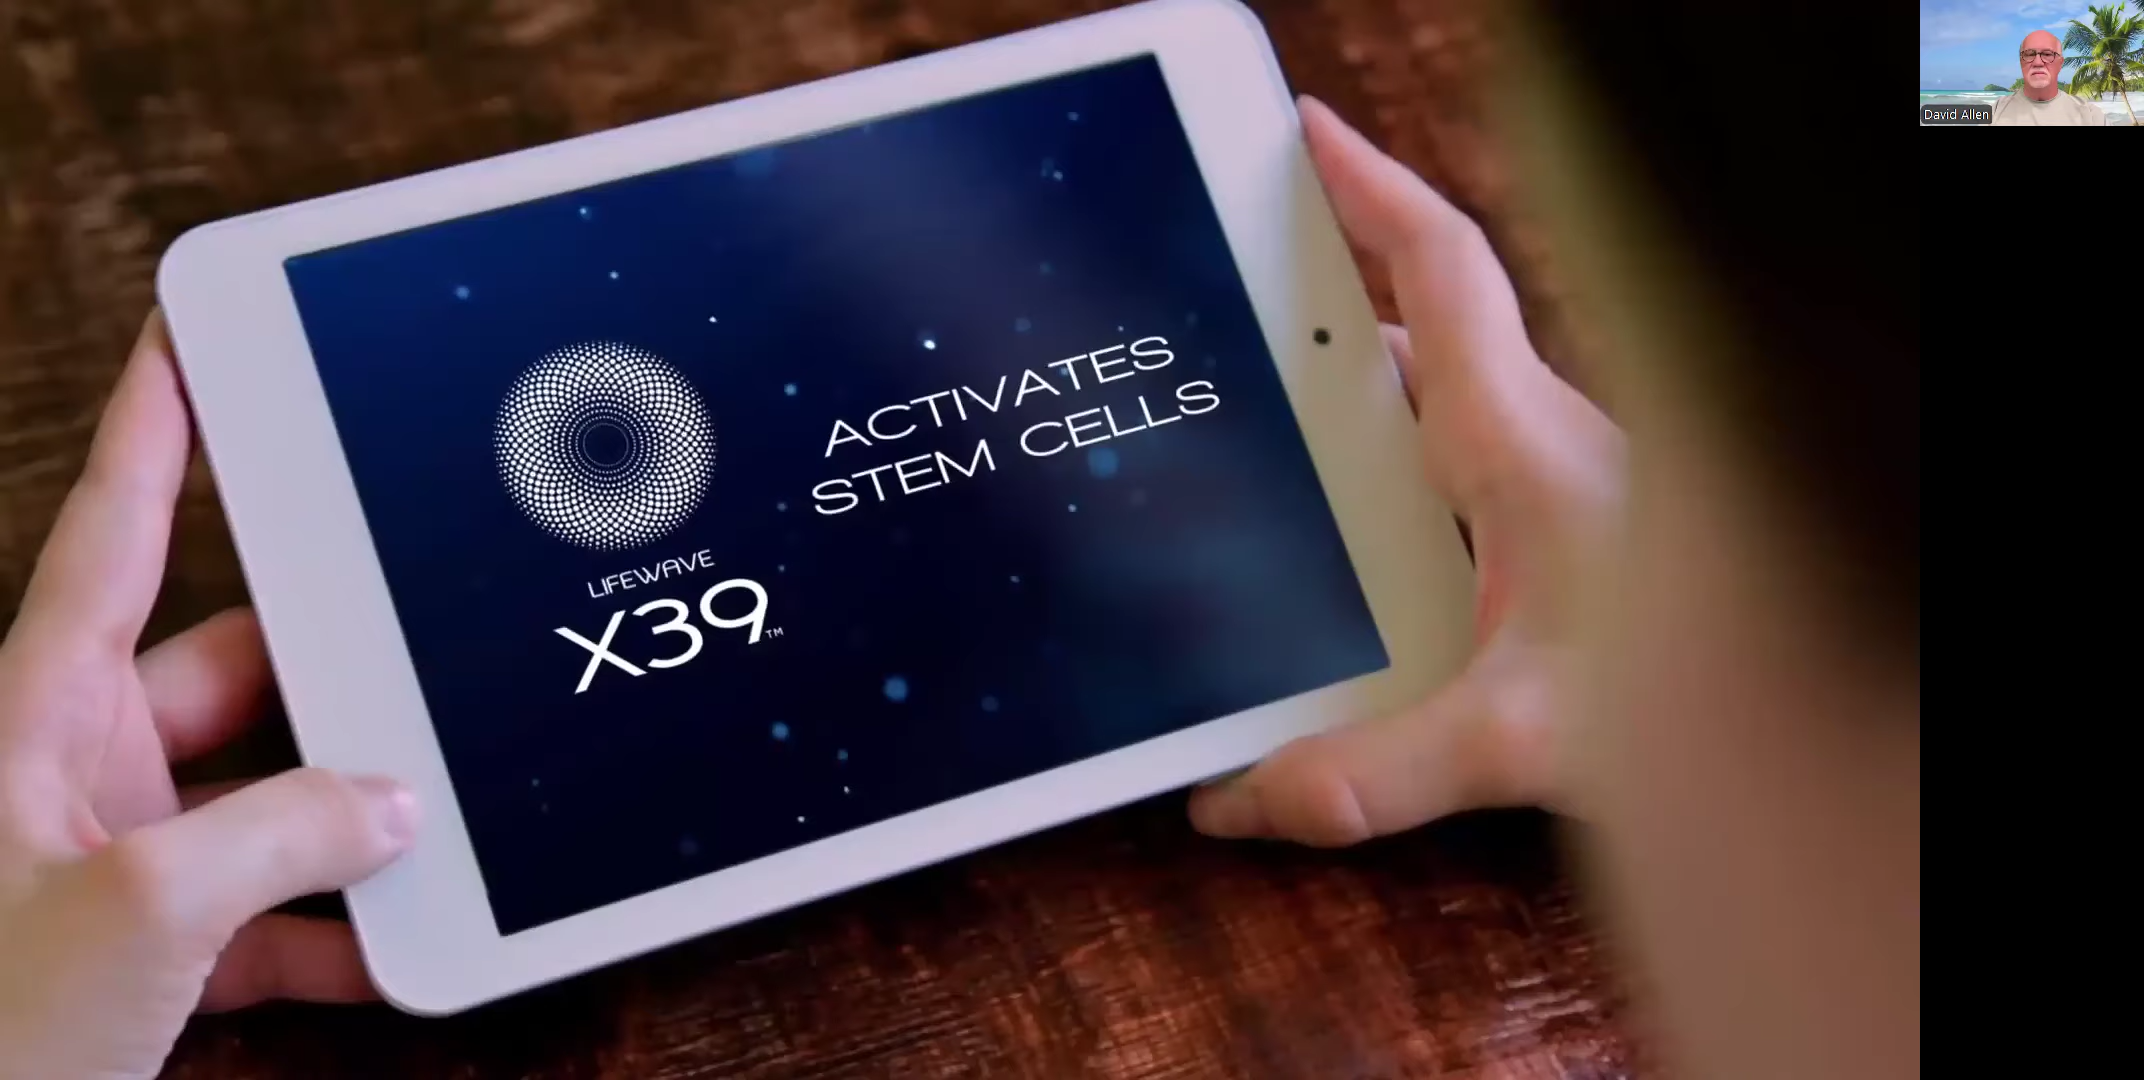 ACTIVATES
STEM CELLS
LIFEWAVE
X39™
David Allen